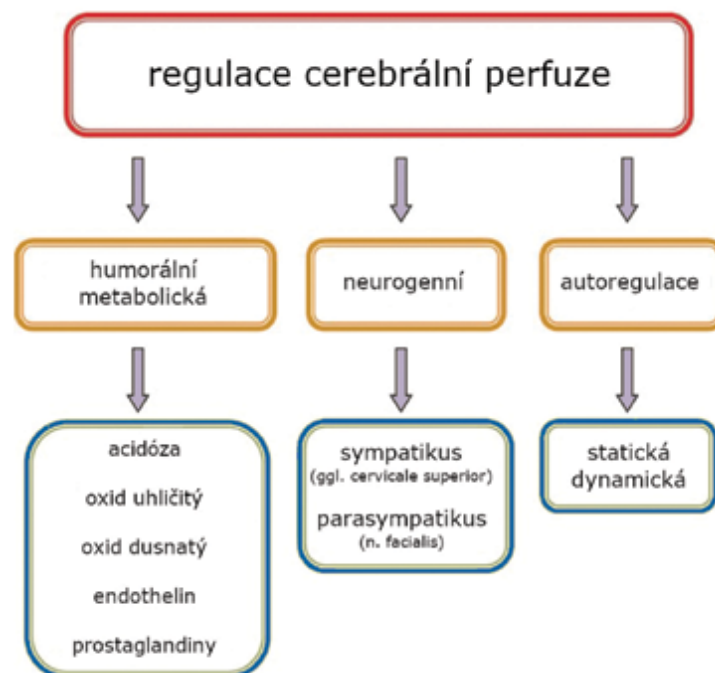 regulace cerebrální perfuze
humorální
metabolická
neurogenní
autoregulace
acidóza
oxid uhličitý
oxid dusnatý
endothelin
prostaglandiny
sympatikus
(ggl. cervicale superior)
parasympatikus
(n. facialis)
statická
dynamická